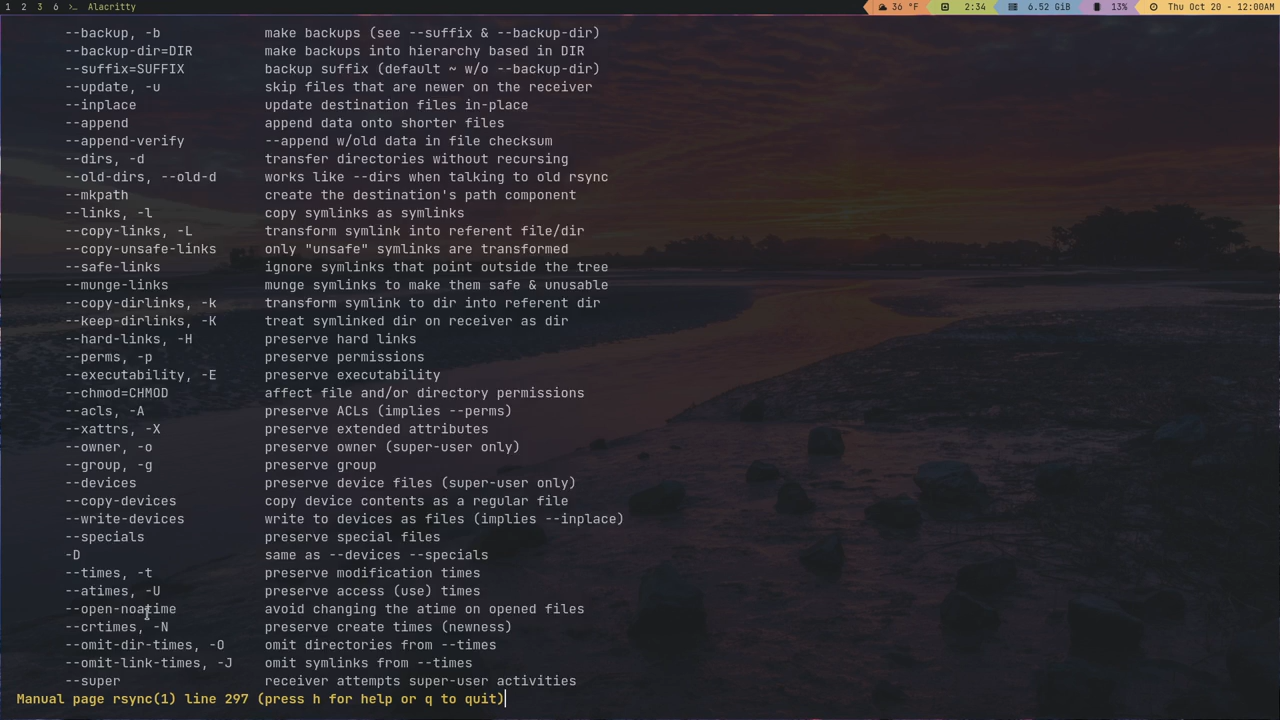 1 2 3 6 >_ Alacritty 36 °F 2:34 6.52 GiB 13% Thu Oct 20 - 12:00AM
--backup, -b make backups (see --suffix & --backup-dir)
--backup-dir=DIR make backups into hierarchy based in DIR
--suffix=SUFFIX backup suffix (default ~ w/o --backup-dir)
--update, -u skip files that are newer on the receiver
--inplace update destination files in-place
--append append data onto shorter files
--append-verify --append w/old data in file checksum
--dirs, -d transfer directories without recursing
--old-dirs, --old-d works like --dirs when talking to old rsync
--mkpath create the destination's path component
--links, -l copy symlinks as symlinks
--copy-links, -L transform symlink into referent file/dir
--copy-unsafe-links only "unsafe" symlinks are transformed
--safe-links ignore symlinks that point outside the tree
--munge-links munge symlinks to make them safe & unusable
--copy-dirlinks, -k transform symlink to dir into referent dir
--keep-dirlinks, -K treat symlinked dir on receiver as dir
--hard-links, -H preserve hard links
--perms, -p preserve permissions
--executability, -E preserve executability
--chmod=CHMOD affect file and/or directory permissions
--acls, -A preserve ACLs (implies --perms)
--xattrs, -X preserve extended attributes
--owner, -o preserve owner (super-user only)
--group, -g preserve group
--devices preserve device files (super-user only)
--copy-devices copy device contents as a regular file
--write-devices write to devices as files (implies --inplace)
--specials preserve special files
-D same as --devices --specials
--times, -t preserve modification times
--atimes, -U preserve access (use) times
--open-noatime avoid changing the atime on opened files
--crtimes, -N preserve create times (newness)
--omit-dir-times, -O omit directories from --times
--omit-link-times, -J omit symlinks from --times
--super receiver attempts super-user activities
Manual page rsync(1) line 297 (press h for help or q to quit)